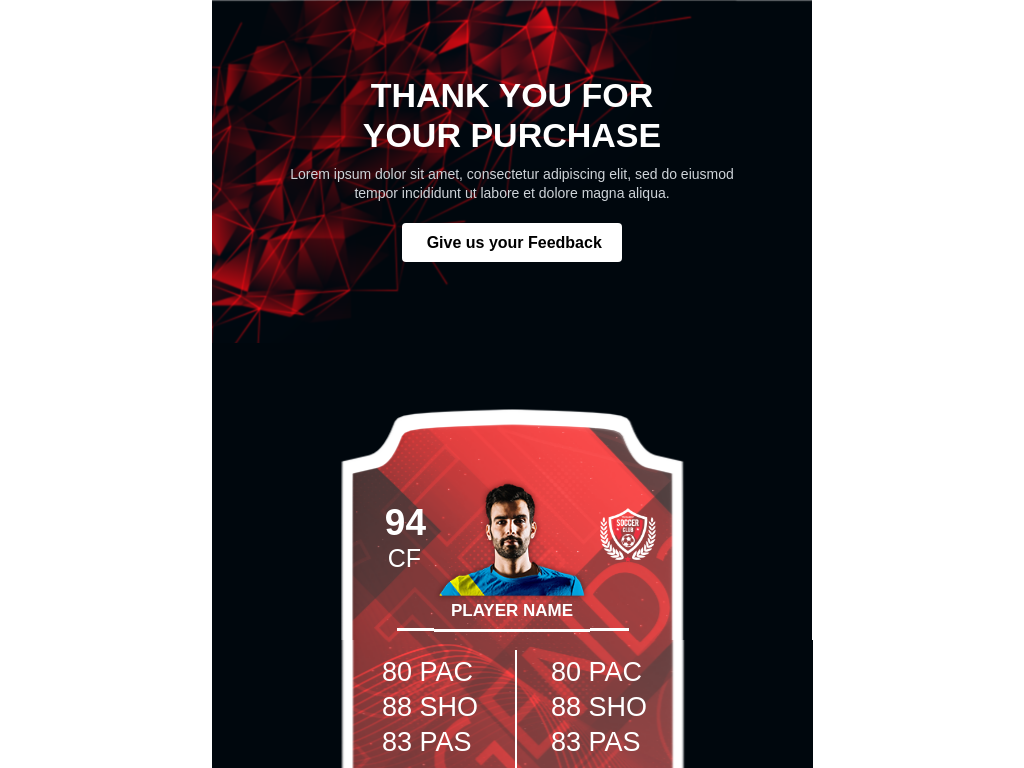 THANK YOU FOR
YOUR PURCHASE
Lorem ipsum dolor sit amet, consectetur adipiscing elit, sed do eiusmod
tempor incididunt ut labore et dolore magna aliqua.
Give us your Feedback
94
CF
SOCCER
CLUB
PLAYER NAME
80 PAC
88 SHO
83 PAS
80 PAC
88 SHO
83 PAS